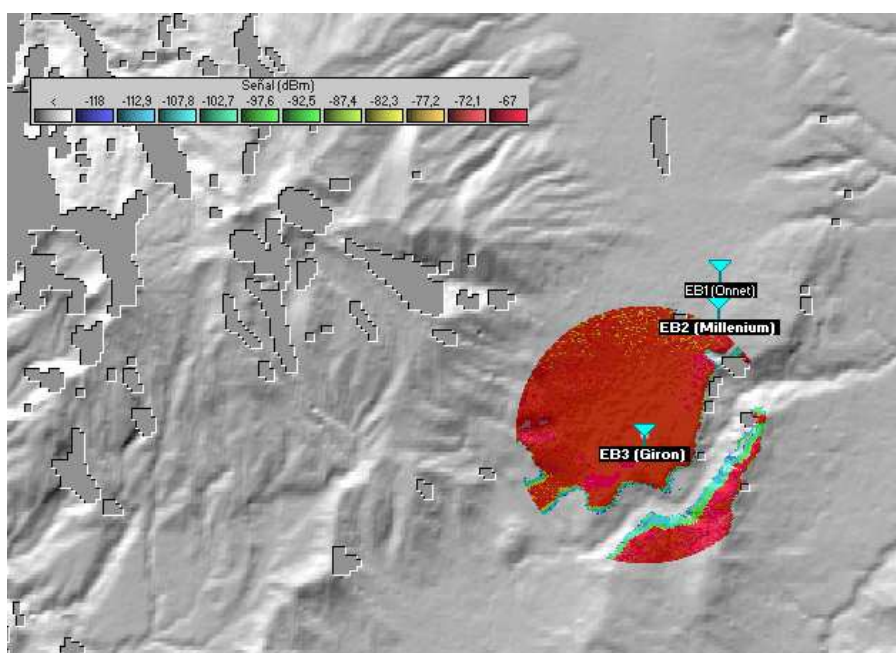 Señal (dBm)
< -118 -112,9 -107,8 -102,7 -97,6 -92,5 -87,4 -82,3 -77,2 -72,1 -67
EB1 (Onnet)
EB2 (Millenium)
EB3 (Giron)